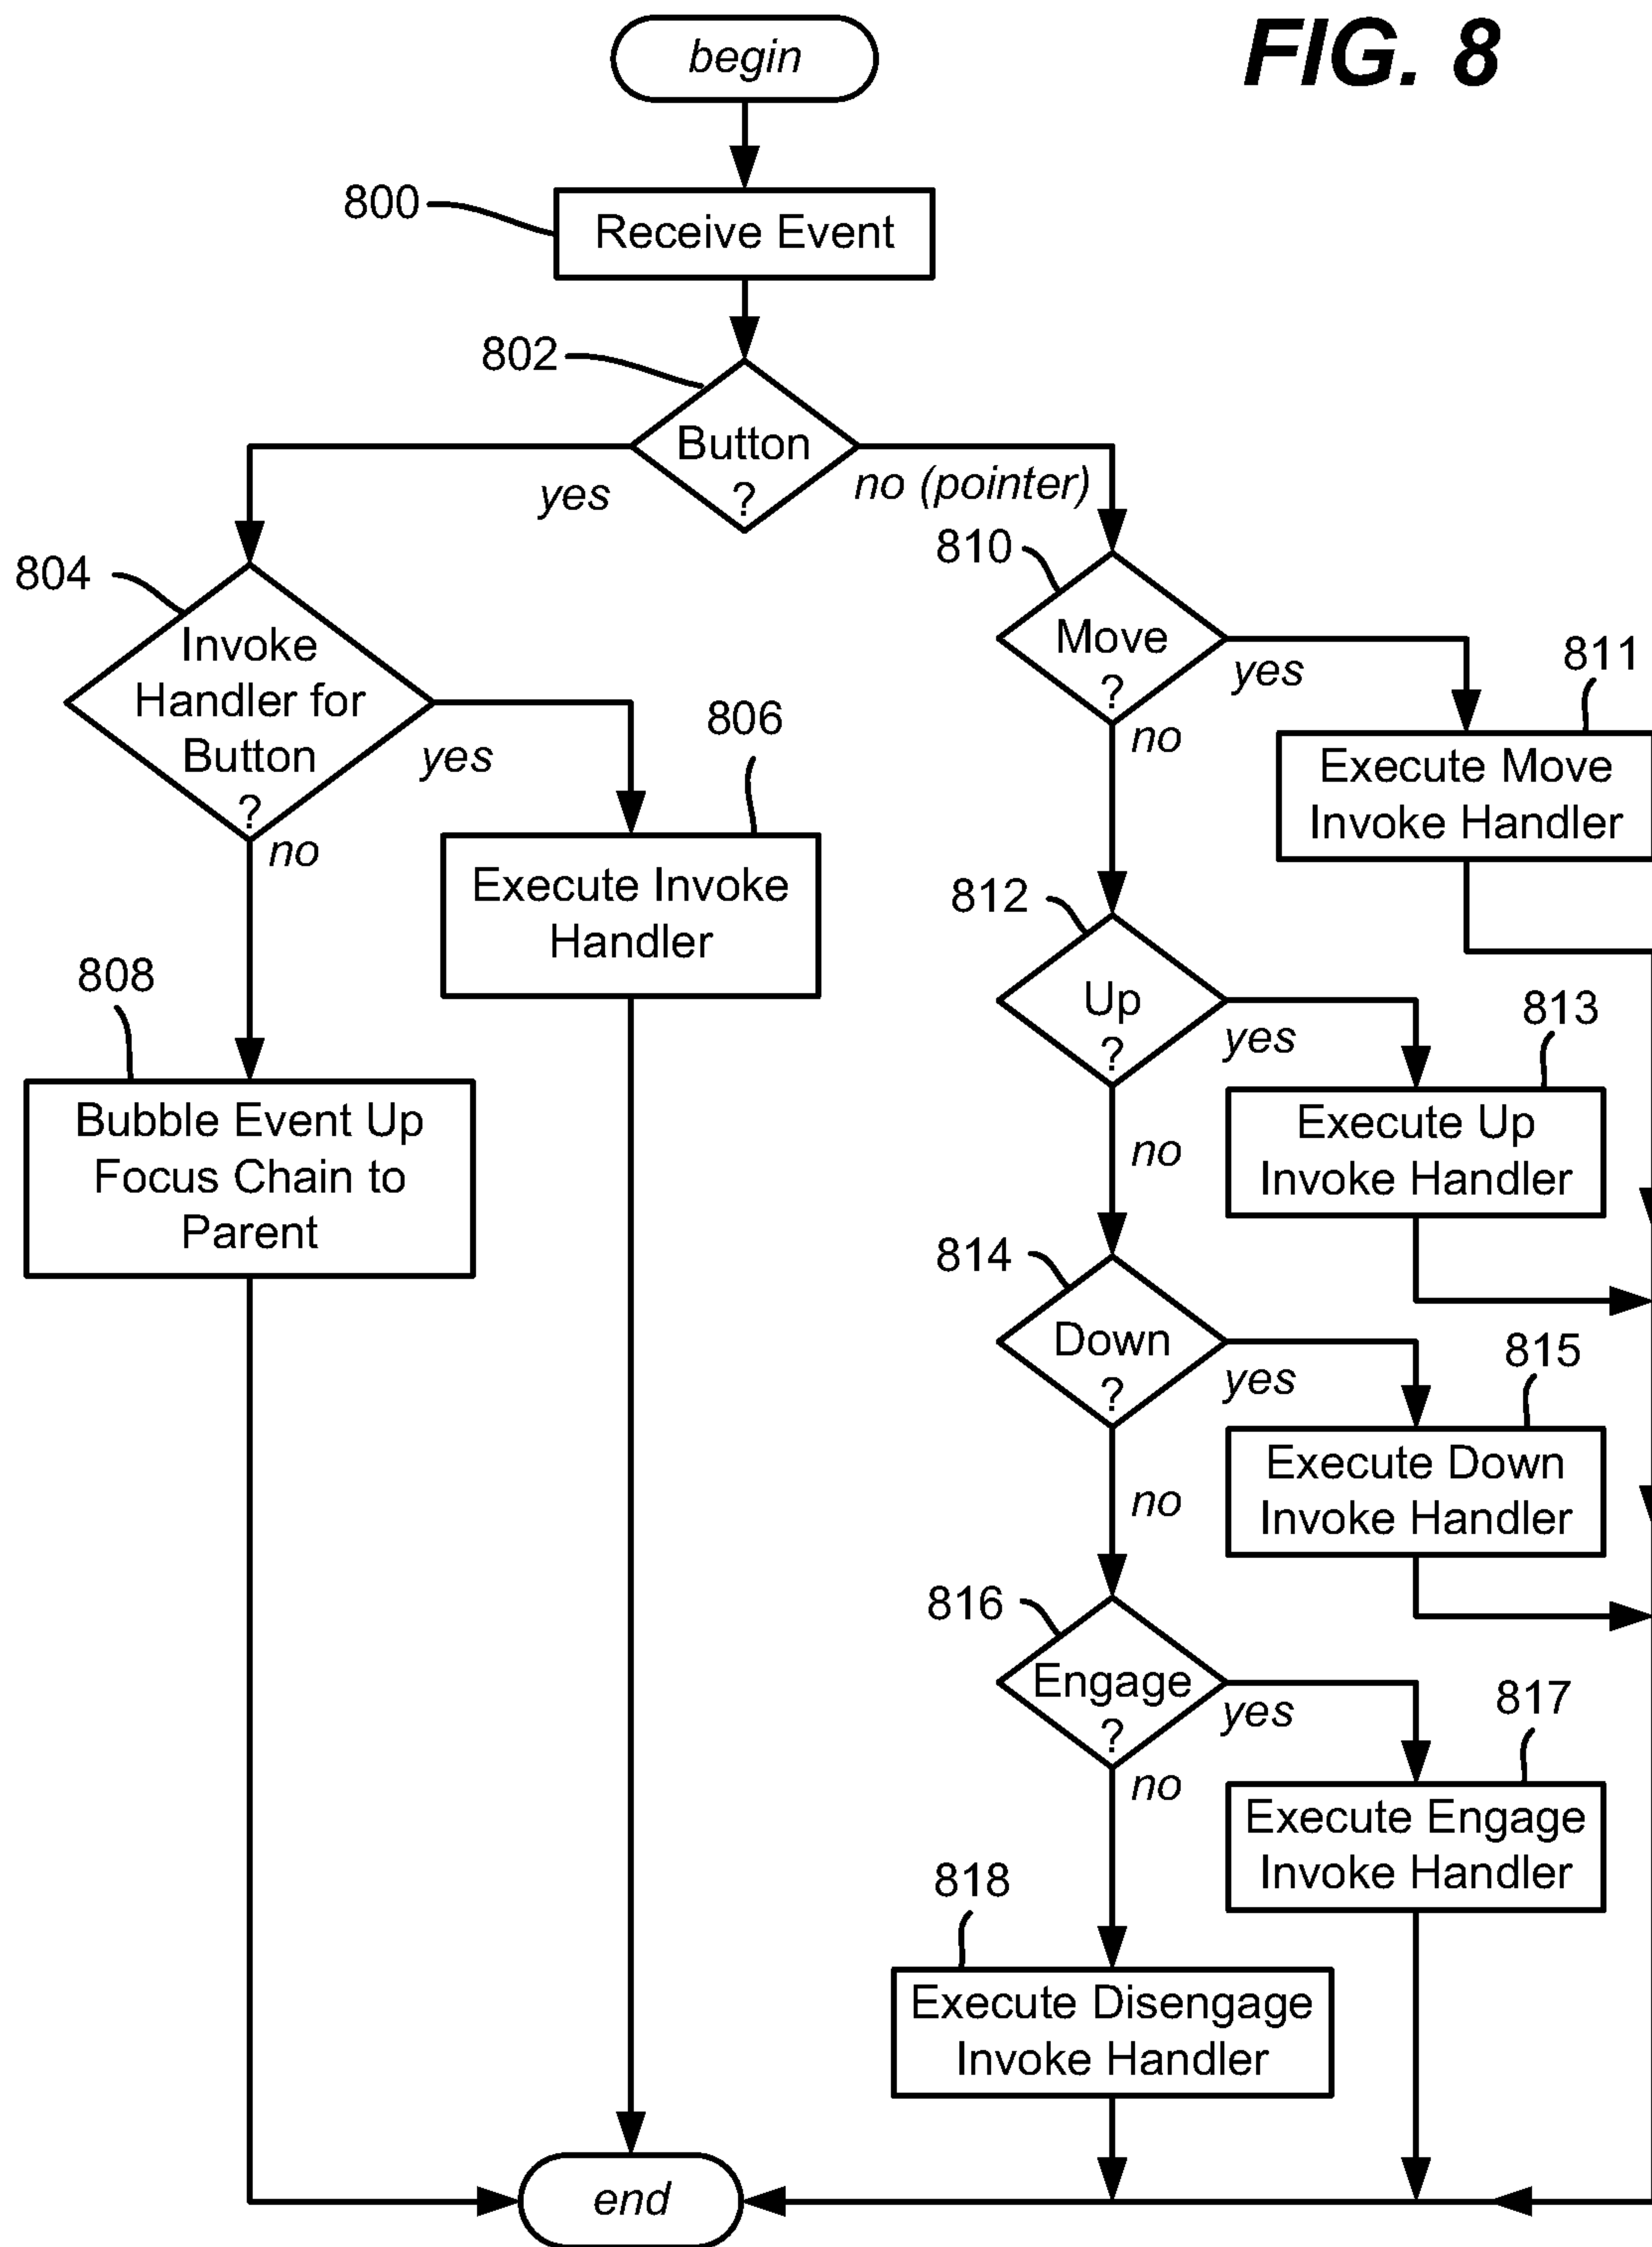 FIG. 8
begin
800
Receive Event
802
Button
?
yes
no (pointer)
804
Invoke
Handler for
Button
?
yes
no
806
Execute Invoke
Handler
808
Bubble Event Up
Focus Chain to
Parent
810
Move
?
yes
no
811
Execute Move
Invoke Handler
812
Up
?
yes
no
813
Execute Up
Invoke Handler
814
Down
?
yes
no
815
Execute Down
Invoke Handler
816
Engage
?
yes
no
817
Execute Engage
Invoke Handler
818
Execute Disengage
Invoke Handler
end